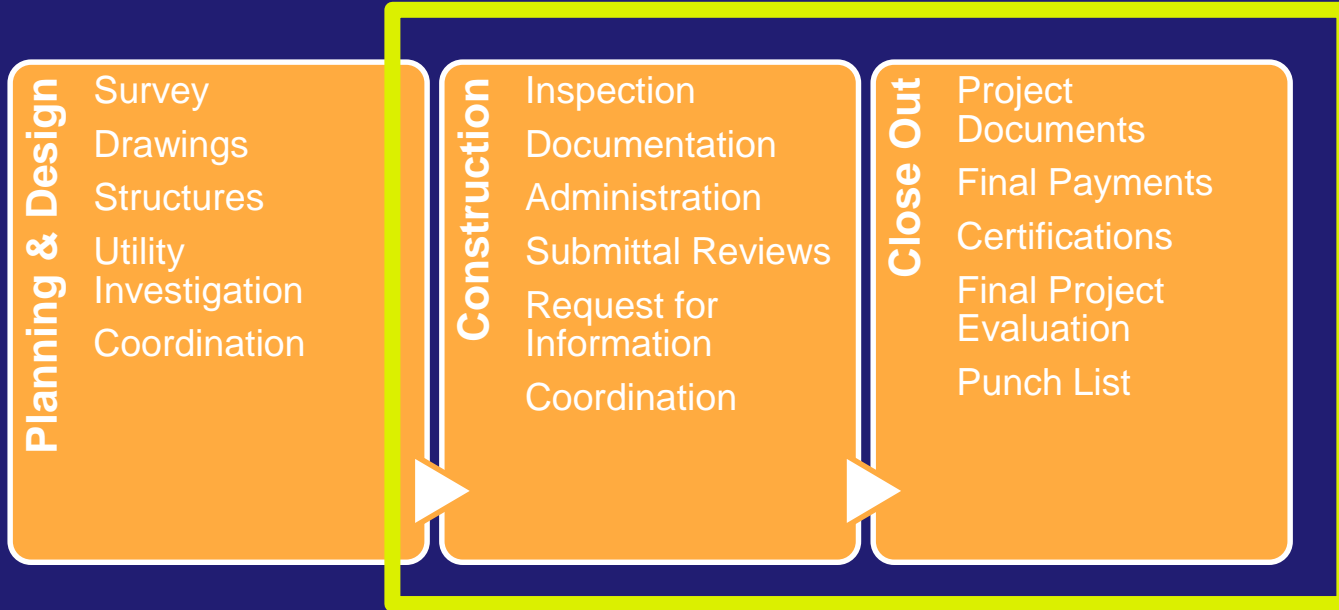 Planning & Design
Survey
Drawings
Structures
Utility
Investigation
Coordination
Construction
Inspection
Documentation
Administration
Submittal Reviews
Request for
Information
Coordination
Close Out
Project
Documents
Final Payments
Certifications
Final Project
Evaluation
Punch List